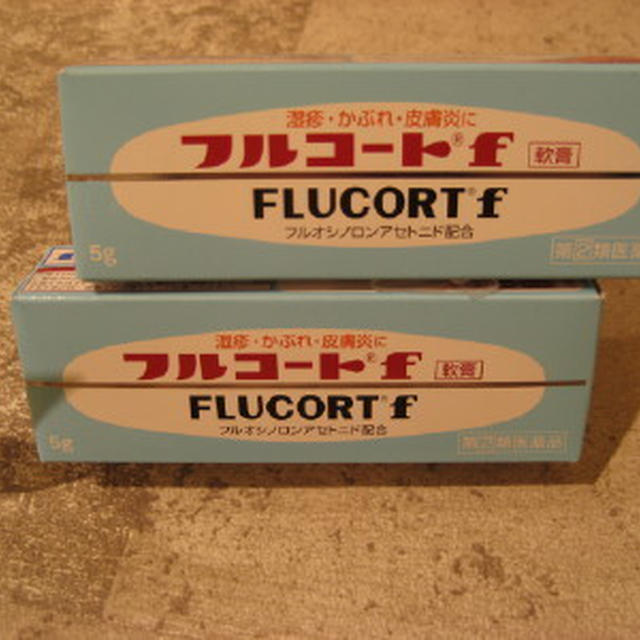 湿疹・かぶれ・皮膚炎に
フルコート®f 軟膏
FLUCORT®f
フルオシノロンアセトニド配合
5g
指定②類医薬
湿疹・かぶれ・皮膚炎に
フルコート®f 軟膏
FLUCORT®f
フルオシノロンアセトニド配合
5g
第②類医薬品